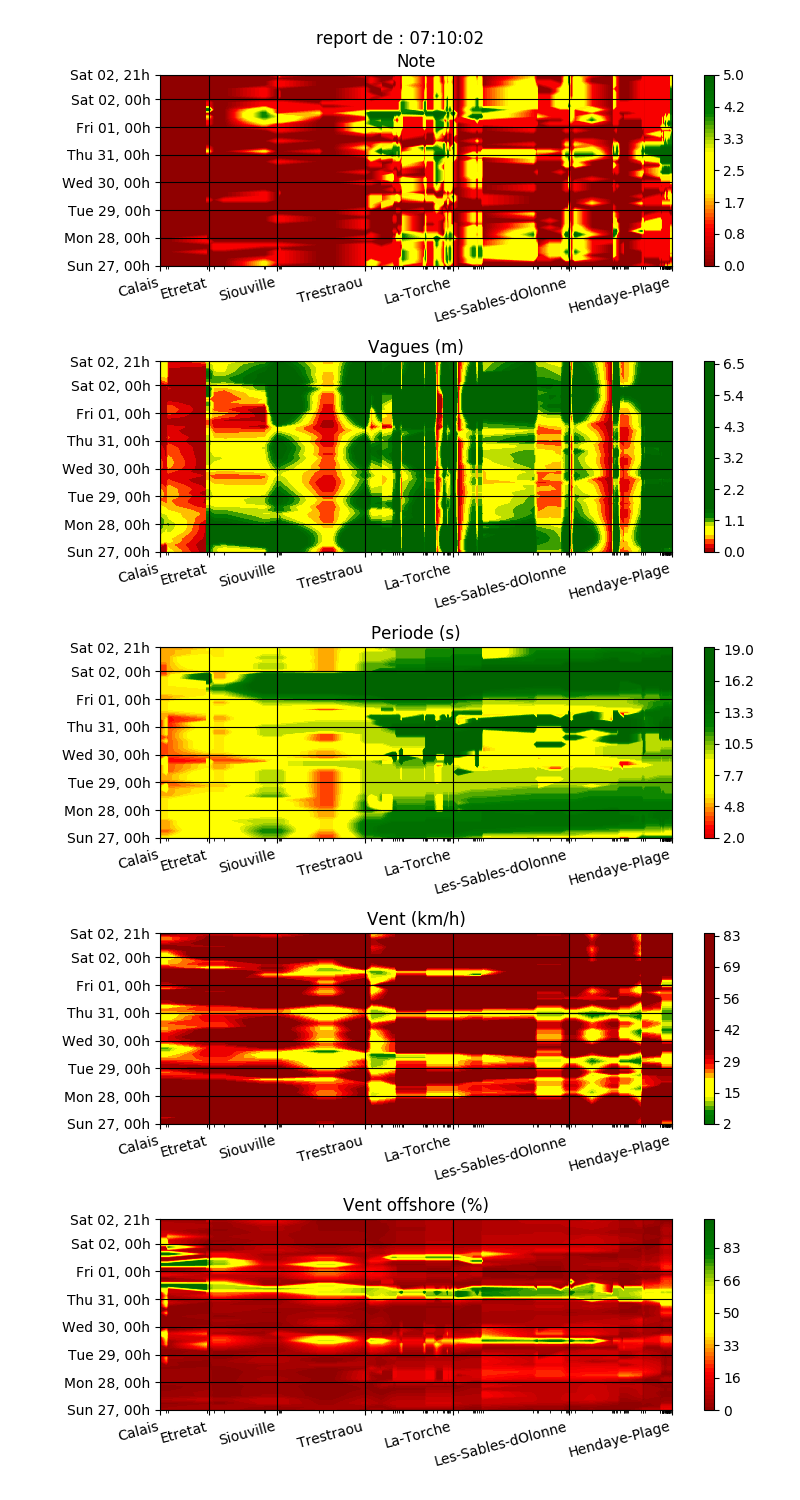 report de : 07:10:02
Note
Sat 02, 21h
Sat 02, 00h
Fri 01, 00h
Thu 31, 00h
Wed 30, 00h
Tue 29, 00h
Mon 28, 00h
Sun 27, 00h
Calais
Etretat
Siouville
Trestraou
La-Torche
Les-Sables-dOlonne
Hendaye-Plage
5.0
4.2
3.3
2.5
1.7
0.8
0.0
Vagues (m)
Sat 02, 21h
Sat 02, 00h
Fri 01, 00h
Thu 31, 00h
Wed 30, 00h
Tue 29, 00h
Mon 28, 00h
Sun 27, 00h
Calais
Etretat
Siouville
Trestraou
La-Torche
Les-Sables-dOlonne
Hendaye-Plage
6.5
5.4
4.3
3.2
2.2
1.1
0.0
Periode (s)
Sat 02, 21h
Sat 02, 00h
Fri 01, 00h
Thu 31, 00h
Wed 30, 00h
Tue 29, 00h
Mon 28, 00h
Sun 27, 00h
Calais
Etretat
Siouville
Trestraou
La-Torche
Les-Sables-dOlonne
Hendaye-Plage
19.0
16.2
13.3
10.5
7.7
4.8
2.0
Vent (km/h)
Sat 02, 21h
Sat 02, 00h
Fri 01, 00h
Thu 31, 00h
Wed 30, 00h
Tue 29, 00h
Mon 28, 00h
Sun 27, 00h
Calais
Etretat
Siouville
Trestraou
La-Torche
Les-Sables-dOlonne
Hendaye-Plage
83
69
56
42
29
15
2
Vent offshore (%)
Sat 02, 21h
Sat 02, 00h
Fri 01, 00h
Thu 31, 00h
Wed 30, 00h
Tue 29, 00h
Mon 28, 00h
Sun 27, 00h
Calais
Etretat
Siouville
Trestraou
La-Torche
Les-Sables-dOlonne
Hendaye-Plage
83
66
50
33
16
0